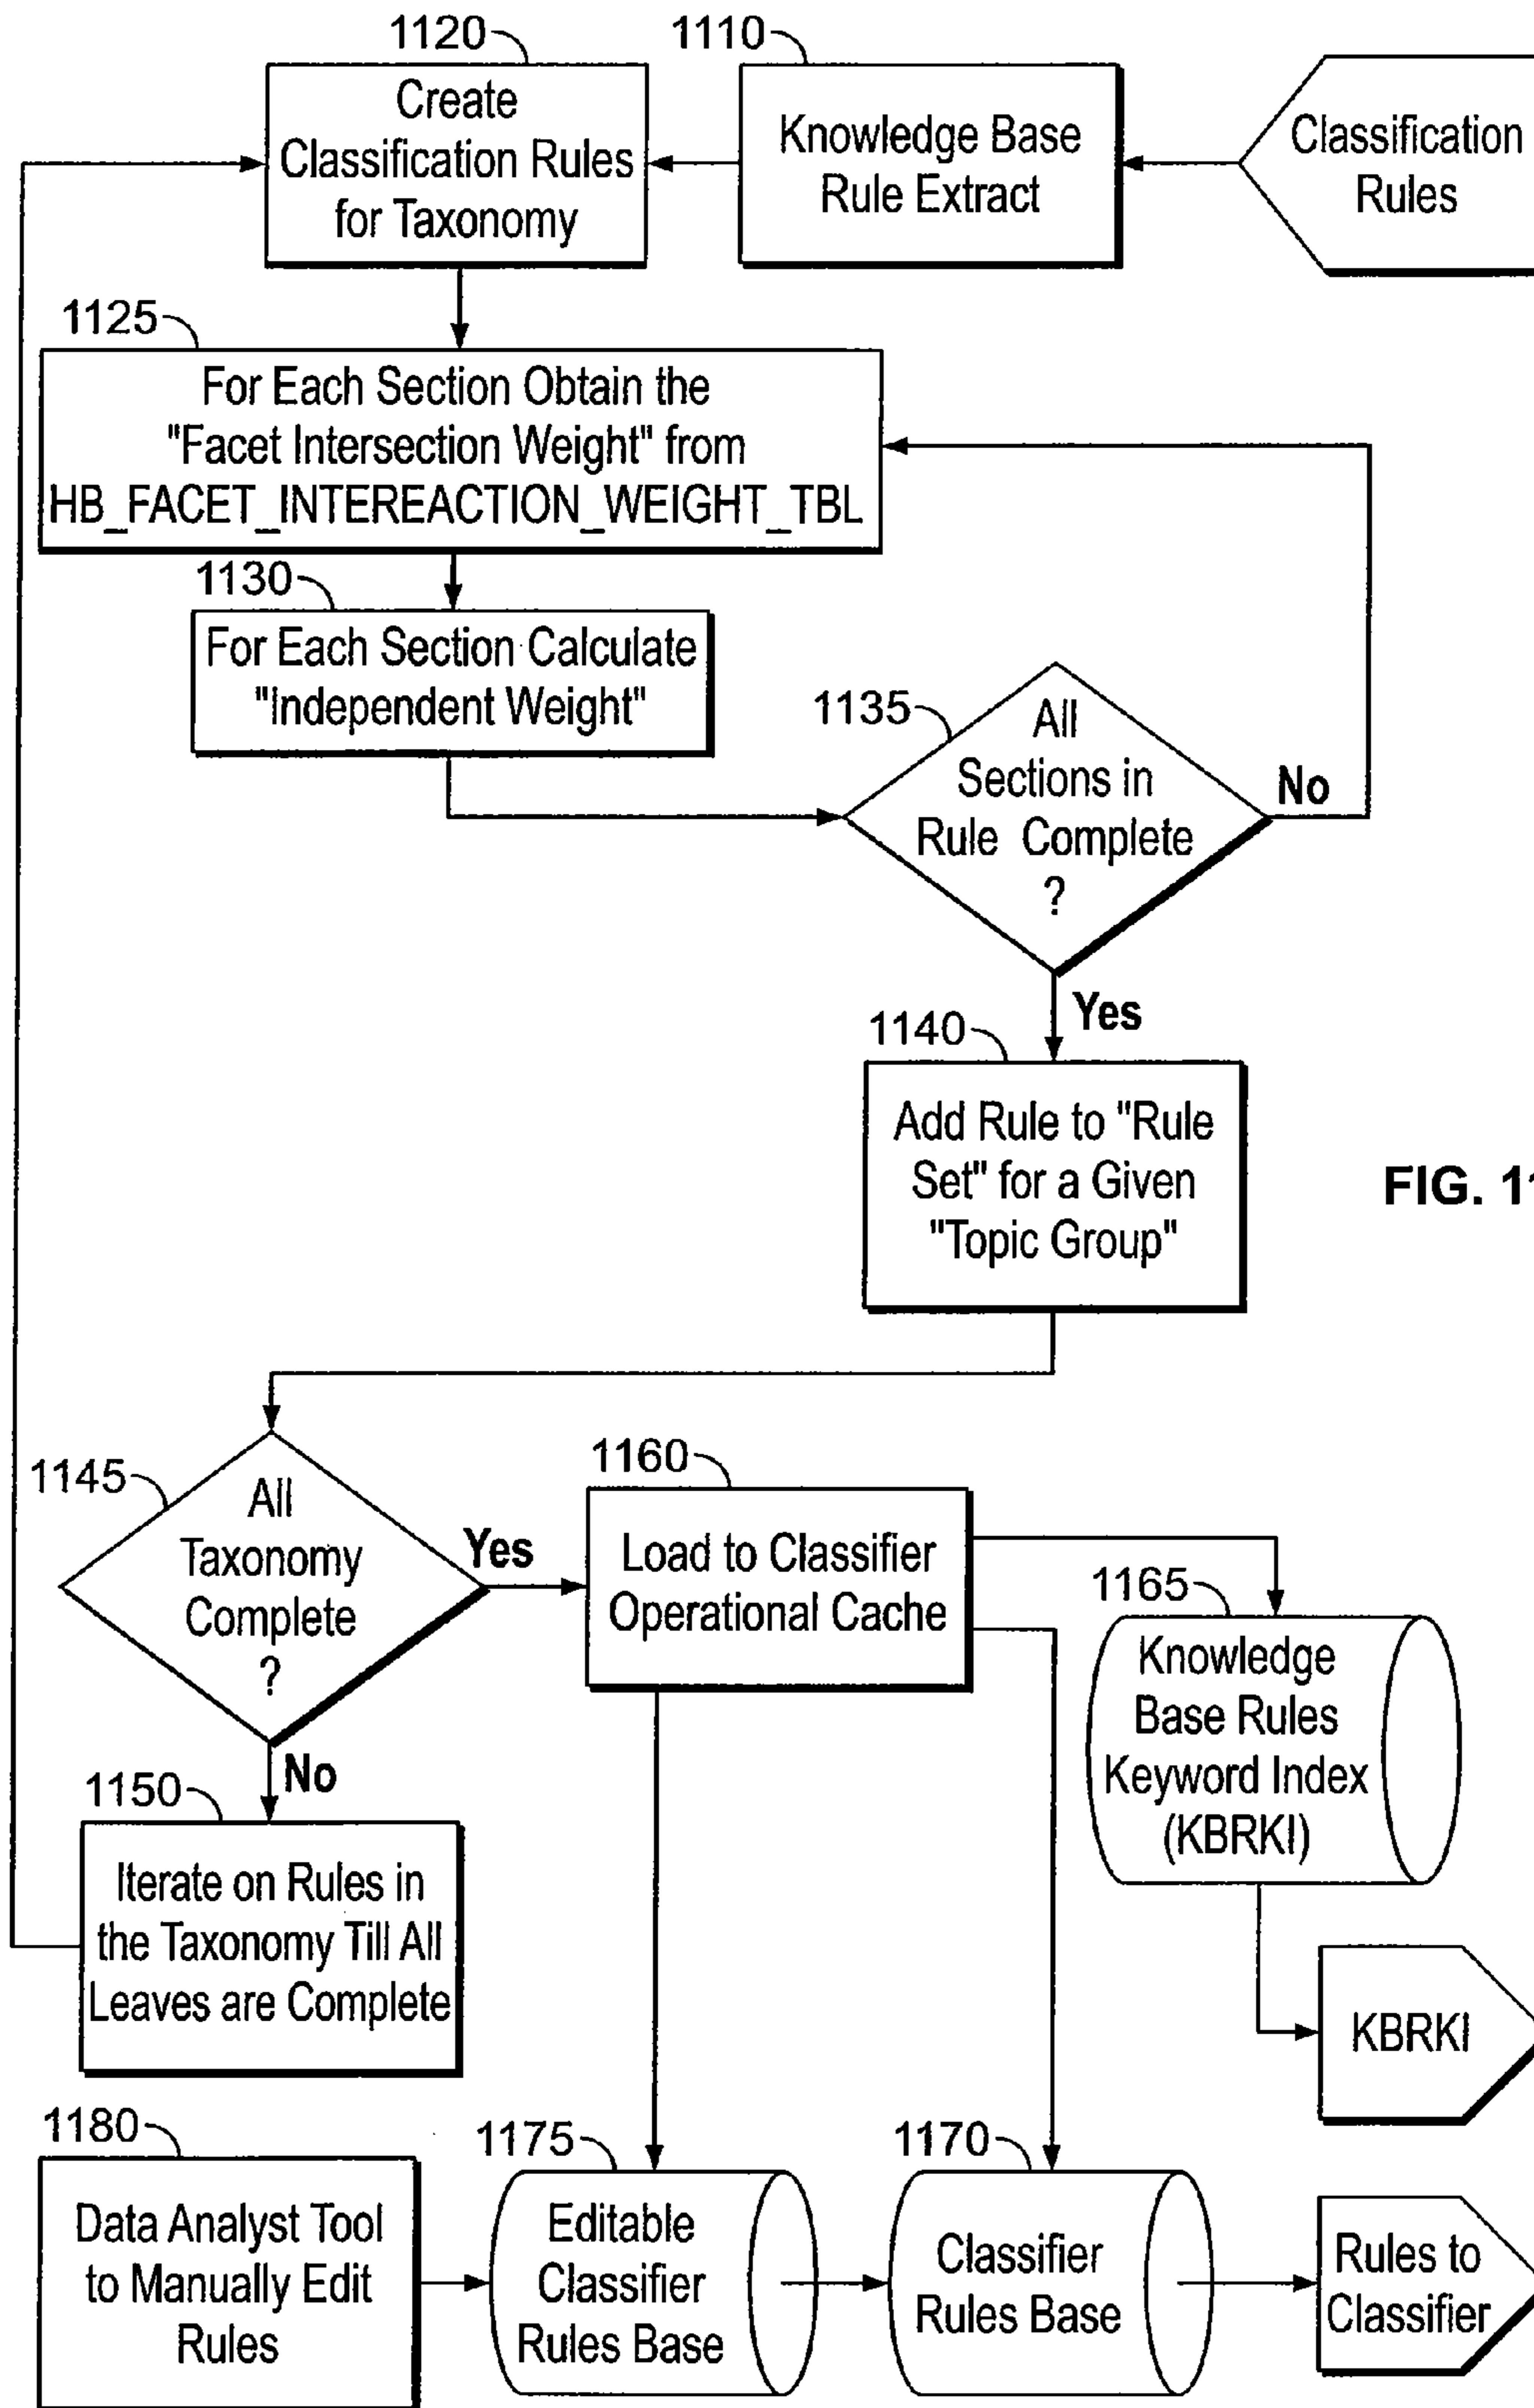 1120
1110
Create
Classification Rules
for Taxonomy
Knowledge Base
Rule Extract
Classification
Rules
1125
For Each Section Obtain the
"Facet Intersection Weight" from
HB_FACET_INTEREACTION_WEIGHT_TBL
1130
For Each Section Calculate
"Independent Weight"
1135
All
Sections in
Rule Complete
?
No
Yes
1140
Add Rule to "Rule
Set" for a Given
"Topic Group"
FIG. 11
1145
All
Taxonomy
Complete
?
Yes
No
1160
Load to Classifier
Operational Cache
1165
Knowledge
Base Rules
Keyword Index
(KBRKI)
1150
Iterate on Rules in
the Taxonomy Till All
Leaves are Complete
KBRKI
1180
Data Analyst Tool
to Manually Edit
Rules
1175
Editable
Classifier
Rules Base
1170
Classifier
Rules Base
Rules to
Classifier